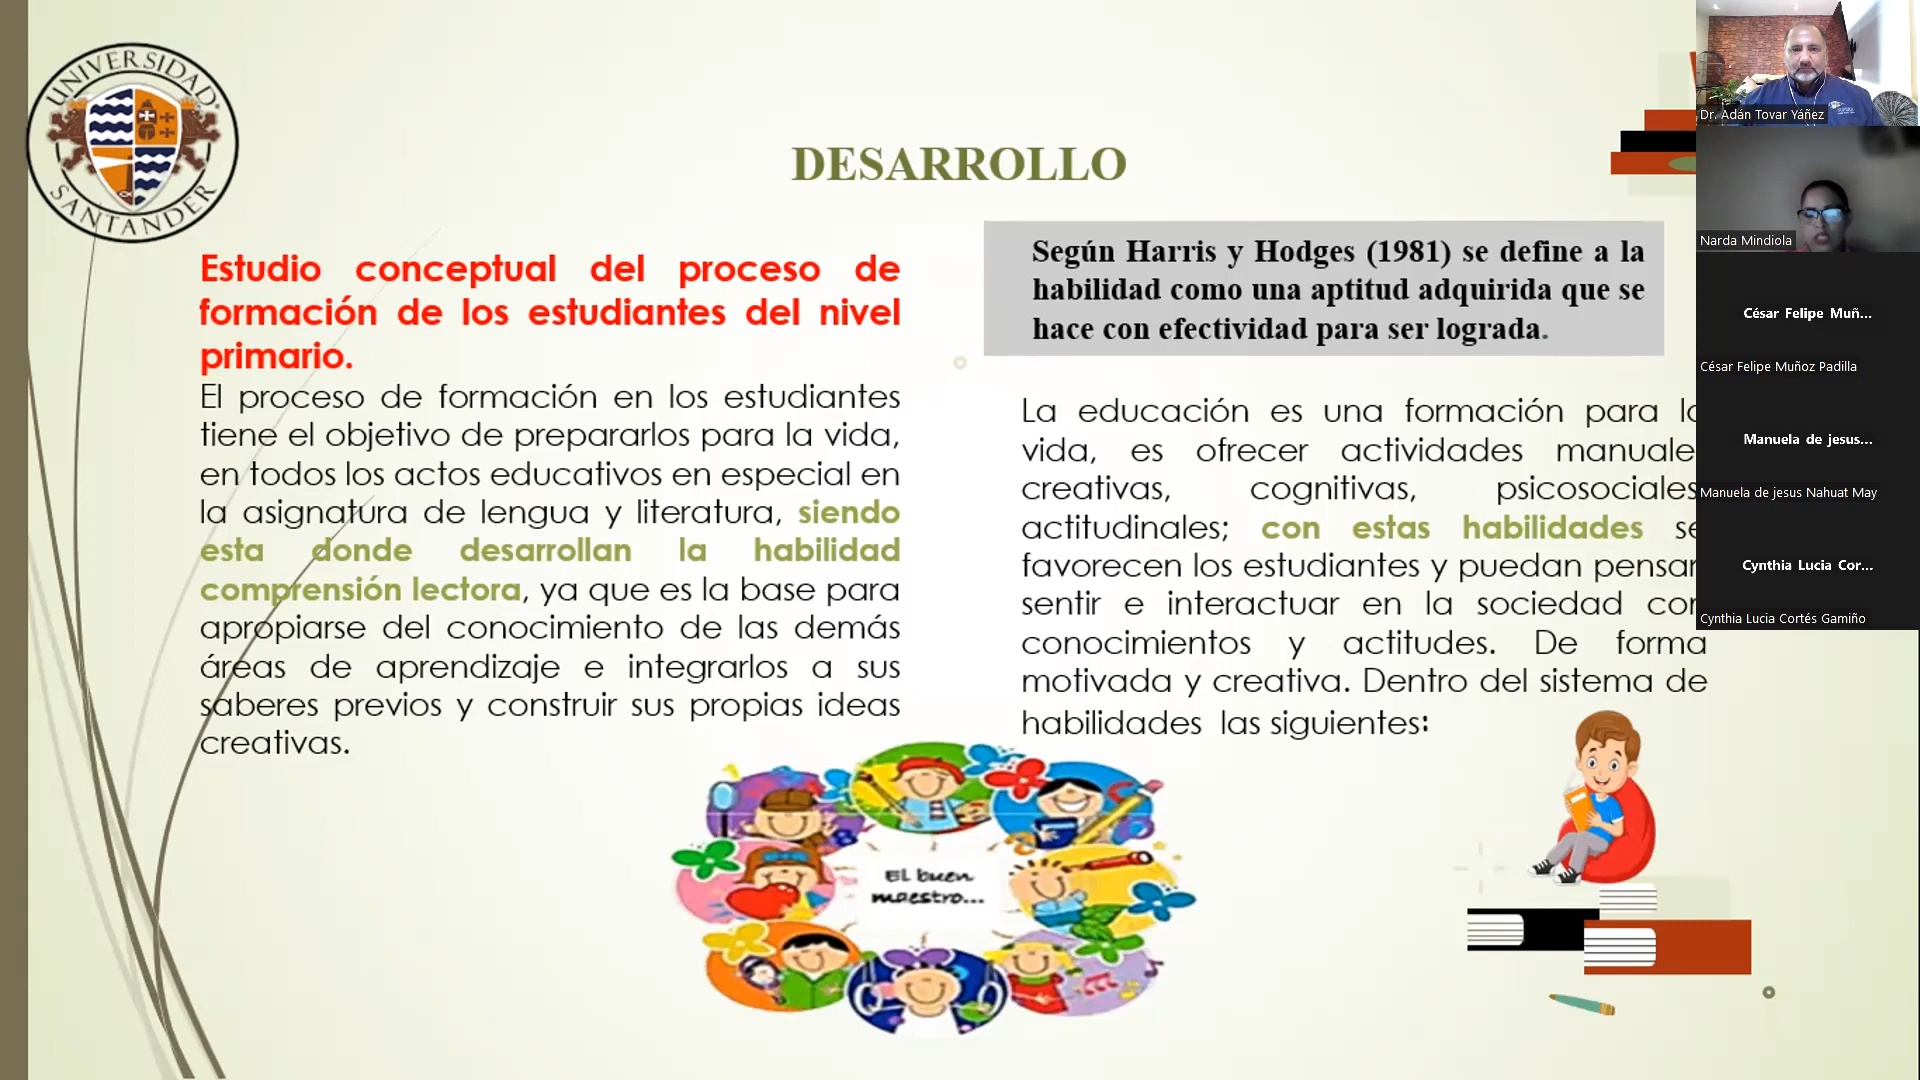 UNIVERSIDAD
SANTANDER
DESARROLLO
Estudio conceptual del proceso de
formación de los estudiantes del nivel
primario.
El proceso de formación en los estudiantes
tiene el objetivo de prepararlos para la vida,
en todos los actos educativos en especial en
la asignatura de lengua y literatura, siendo
esta donde desarrollan la habilidad
comprensión lectora, ya que es la base para
apropiarse del conocimiento de las demás
áreas de aprendizaje e integrarlos a sus
saberes previos y construir sus propias ideas
creativas.
Según Harris y Hodges (1981) se define a la
habilidad como una aptitud adquirida que se
hace con efectividad para ser lograda.
La educación es una formación para la
vida, es ofrecer actividades manuale
creativas, cognitivas, psicosociales
actitudinales; con estas habilidades se
favorecen los estudiantes y puedan pensar
sentir e interactuar en la sociedad con
conocimientos y actitudes. De forma
motivada y creativa. Dentro del sistema de
habilidades las siguientes:
El buen
maestro...
Dr. Adán Tovar Yáñez
Narda Mindiola
César Felipe Muñ...
César Felipe Muñoz Padilla
Manuela de jesus...
Manuela de jesus Nahuat May
Cynthia Lucia Cor...
Cynthia Lucia Cortés Gamiño